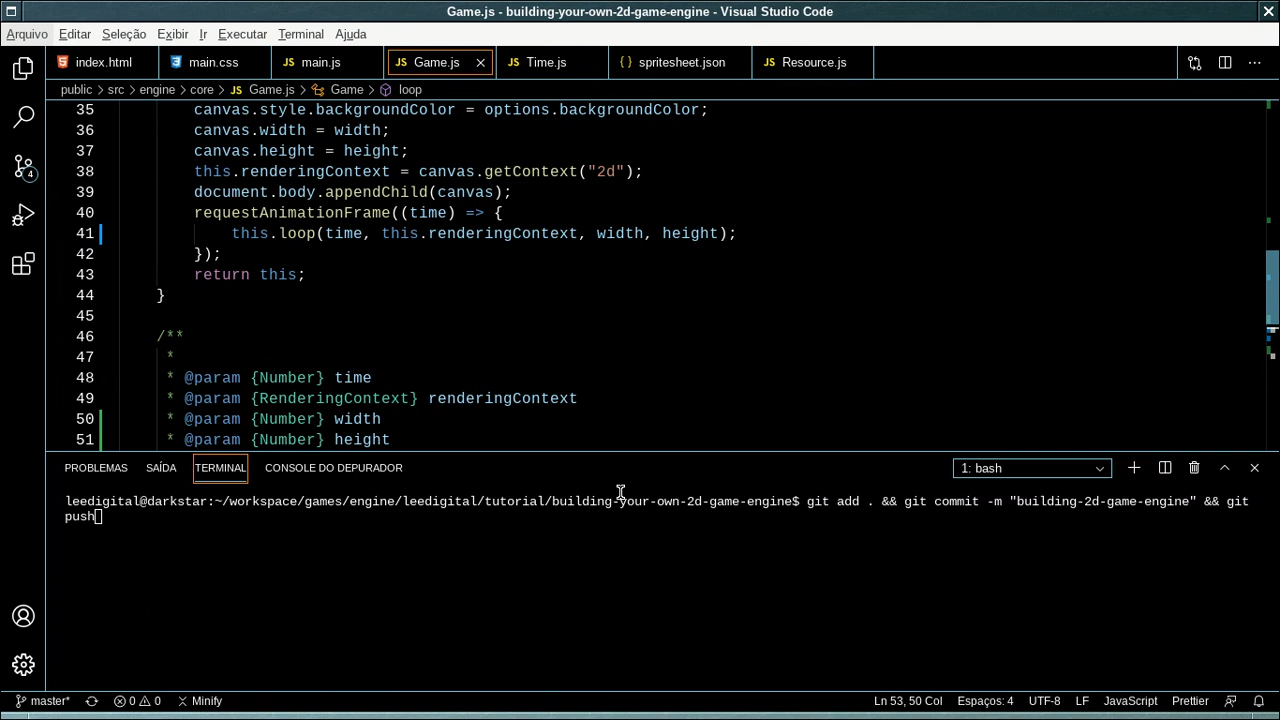 Game.js - building-your-own-2d-game-engine - Visual Studio Code
Arquivo Editar Seleção Exibir Ir Executar Terminal Ajuda
index.html main.css JS main.js JS Game.js JS Time.js { } spritesheet.json JS Resource.js
public > src > engine > core > JS Game.js > Game > loop
35 canvas.style.backgroundColor = options.backgroundColor;
36 canvas.width = width;
37 canvas.height = height;
38 this.renderingContext = canvas.getContext("2d");
39 document.body.appendChild(canvas);
40 requestAnimationFrame((time) => {
41 this.loop(time, this.renderingContext, width, height);
42 });
43 return this;
44 }
45
46 /**
47 *
48 * @param {Number} time
49 * @param {RenderingContext} renderingContext
50 * @param {Number} width
51 * @param {Number} height
4
PROBLEMAS SAÍDA TERMINAL CONSOLE DO DEPURADOR 1: bash
leedigital@darkstar:~/workspace/games/engine/leedigital/tutorial/building-your-own-2d-game-engine$ git add . && git commit -m "building-2d-game-engine" && git
push
master* 0 0 Minify Ln 53, 50 Col Espaços: 4 UTF-8 LF JavaScript Prettier